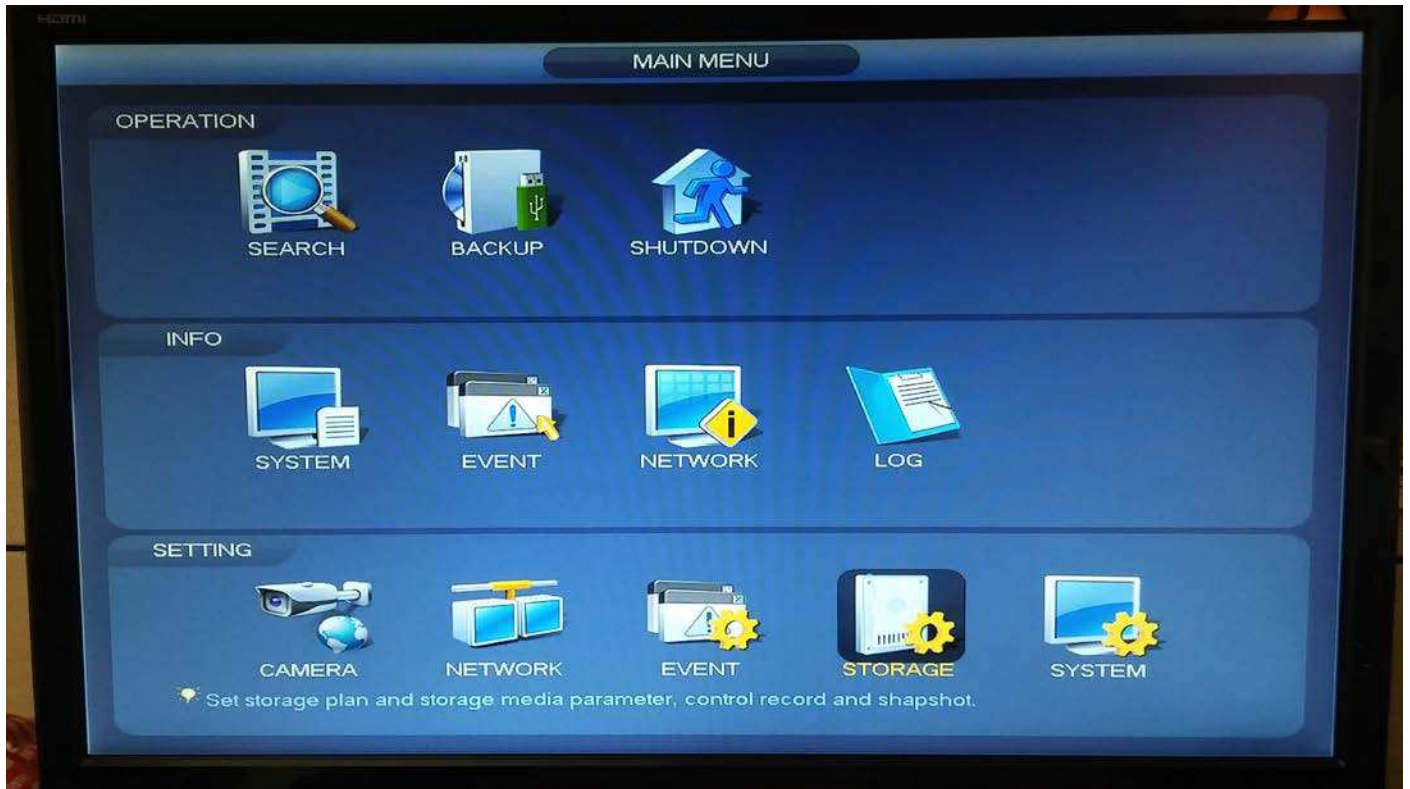 HDMI
MAIN MENU
OPERATION
SEARCH BACKUP SHUTDOWN
INFO
SYSTEM EVENT NETWORK LOG
SETTING
CAMERA NETWORK EVENT STORAGE SYSTEM
Set storage plan and storage media parameter, control record and shapshot.